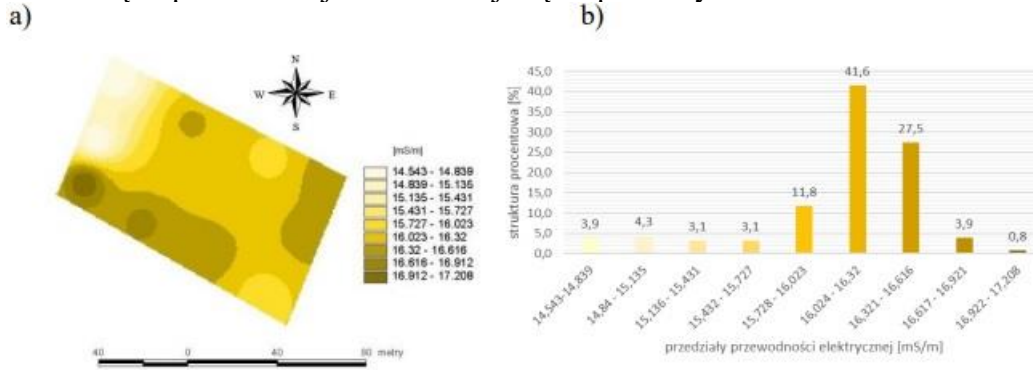 a)
N
W E
S
[mS/m]
14.543 - 14.839
14.839 - 15.135
15.135 - 15.431
15.431 - 15.727
15.727 - 16.023
16.023 - 16.32
16.32 - 16.616
16.616 - 16.912
16.912 - 17.208
40 0 40 80 metry
b)
struktura procentowa [%]
45,0
40,0
35,0
30,0
25,0
20,0
15,0
10,0
5,0
0,0
3,9
4,3
3,1
3,1
11,8
41,6
27,5
3,9
0,8
14,543-14,839
14,84 - 15,135
15,136 - 15,431
15,432 - 15,727
15,728 - 16,023
16,024 - 16,32
16,321 - 16,616
16,617 - 16,921
16,922 - 17,208
przedziały przewodności elektrycznej [mS/m]